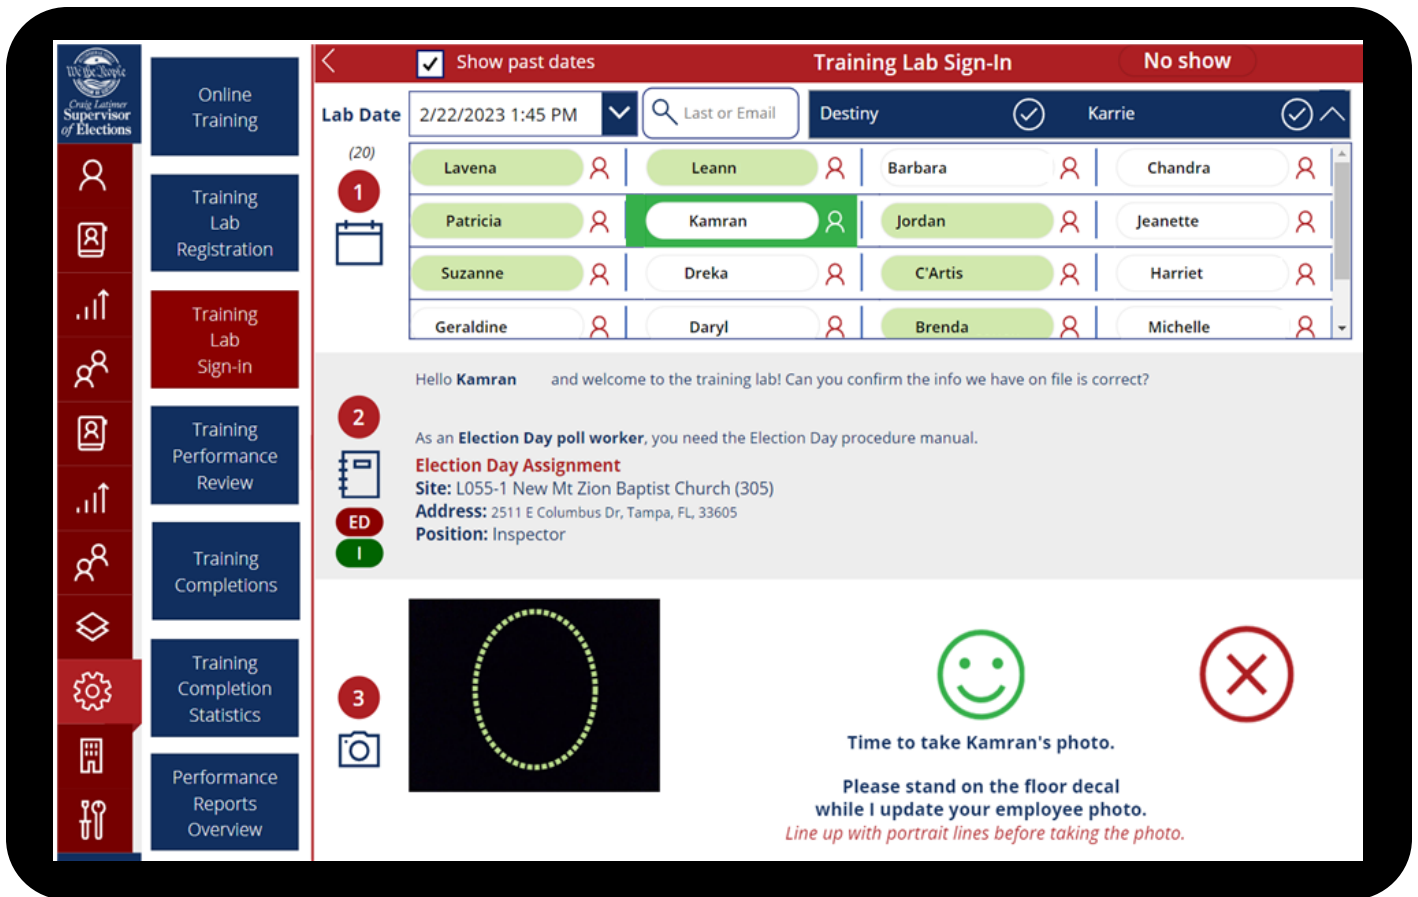 We the People
Craig Latimer
Supervisor
of Elections
Online
Training
Training
Lab
Registration
Training
Lab
Sign-in
Training
Performance
Review
Training
Completions
Training
Completion
Statistics
Performance
Reports
Overview
Show past dates
Training Lab Sign-In
No show
Lab Date
2/22/2023 1:45 PM
Last or Email
Destiny
Karrie
(20)
1
Lavena
Leann
Barbara
Chandra
Patricia
Kamran
Jordan
Jeanette
Suzanne
Dreka
C'Artis
Harriet
Geraldine
Daryl
Brenda
Michelle
2
ED
I
Hello Kamran and welcome to the training lab! Can you confirm the info we have on file is correct?
As an Election Day poll worker, you need the Election Day procedure manual.
Election Day Assignment
Site: L055-1 New Mt Zion Baptist Church (305)
Address: 2511 E Columbus Dr, Tampa, FL, 33605
Position: Inspector
3
Time to take Kamran's photo.
Please stand on the floor decal
while I update your employee photo.
Line up with portrait lines before taking the photo.